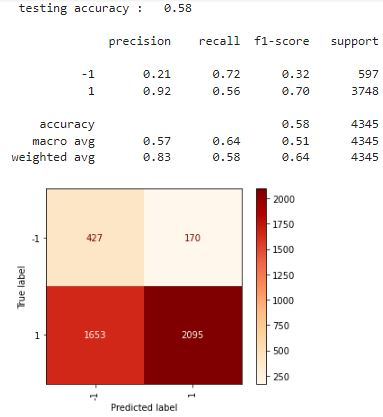 testing accuracy :   0.58
precision recall f1-score support
-1 0.21 0.72 0.32 597
1 0.92 0.56 0.70 3748
accuracy 0.58 4345
macro avg 0.57 0.64 0.51 4345
weighted avg 0.83 0.58 0.64 4345
True label
-1
1
427 170
1653 2095
-1 1
Predicted label
2000
1750
1500
1250
1000
750
500
250